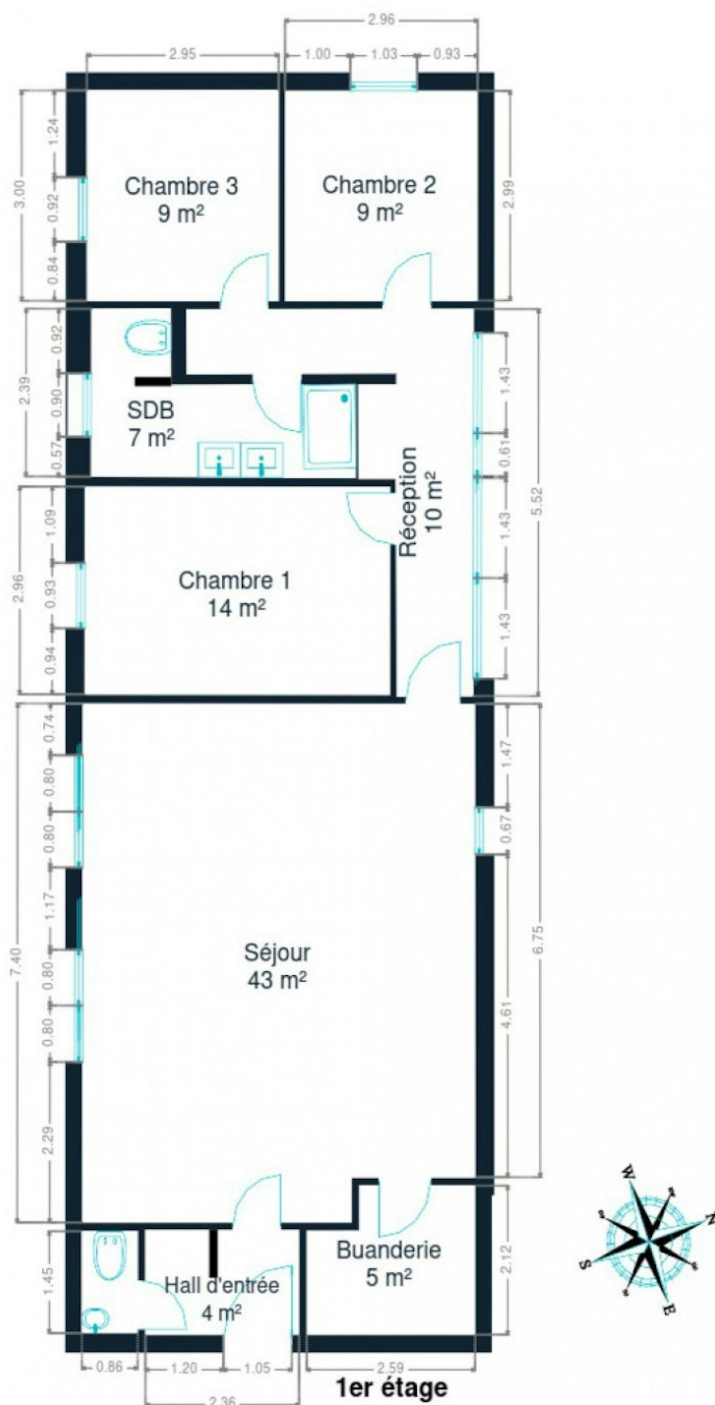 2.96
2.95
1.00
1.03
0.93
3.00
1.24
0.92
0.84
Chambre 3
9 m²
Chambre 2
9 m²
2.99
2.39
0.92
0.90
0.57
SDB
7 m²
Réception
10 m²
1.43
0.61
1.43
1.43
5.52
2.96
1.09
0.93
0.94
Chambre 1
14 m²
7.40
0.74
0.80
0.80
1.17
0.80
0.80
2.29
Séjour
43 m²
1.47
0.67
4.61
6.75
1.45
Hall d'entrée
4 m²
Buanderie
5 m²
2.12
0.86
1.20
1.05
2.59
2.36
1er étage
W
N
S
E